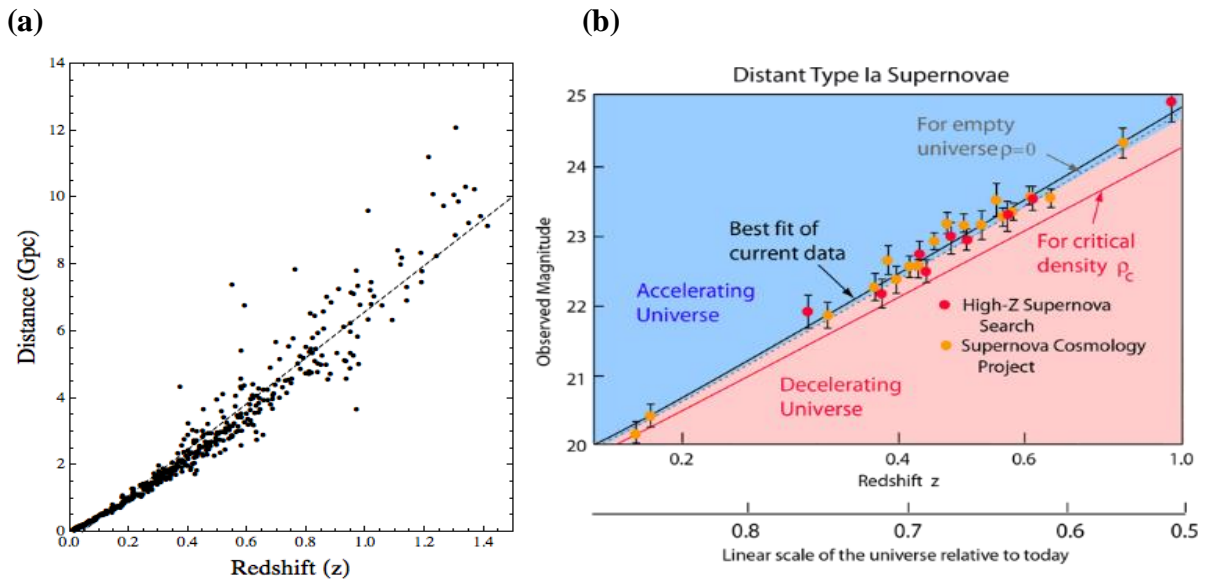 (a)
(b)
14
12
10
8
6
4
2
0
Distance (Gpc)
0.0 0.2 0.4 0.6 0.8 1.0 1.2 1.4
Redshift (z)
Distant Type Ia Supernovae
25
24
23
22
21
20
Observed Magnitude
For empty
universe ρ=0
Best fit of
current data
For critical
density ρc
Accelerating
Universe
High-Z Supernova
Search
Supernova Cosmology
Project
Decelerating
Universe
0.2 0.4 0.6 1.0
Redshift z
0.8 0.7 0.6 0.5
Linear scale of the universe relative to today